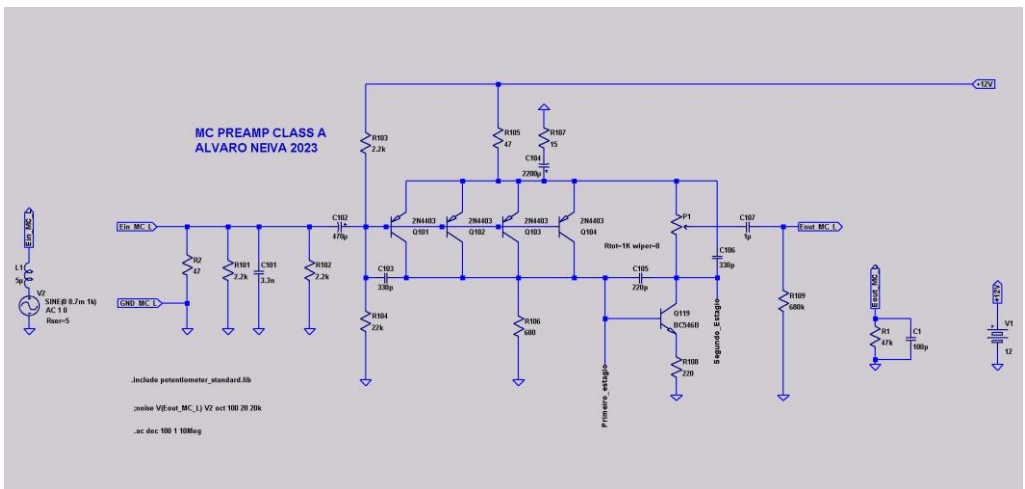 +12V
MC PREAMP CLASS A
ALVARO NEIVA 2023
R103
2.2k
R105
47
R107
15
C104
2200µ
Ein_MC_L
L1
5µ
V2
SINE(0 0.7m 1k)
AC 1 0
Rser=5
Ein_MC_L
GND_MC_L
R2
47
R101
2.2k
C101
3.3n
R102
2.2k
C102
470µ
2N4403
Q101
2N4403
Q102
2N4403
Q103
2N4403
Q104
C103
330p
R104
22k
R106
680
P1
Rtot=1K wiper=0
C105
220p
C106
330p
Q119
BC546B
R108
220
Primeiro_estagio
Segundo_Estagio
C107
1µ
Eout_MC_L
R109
680k
Eout_MC_L
R1
47k
C1
100p
+12V
V1
12
.include potentiometer_standard.lib
;noise V(Eout_MC_L) V2 oct 100 20 20k
.ac dec 100 1 10Meg